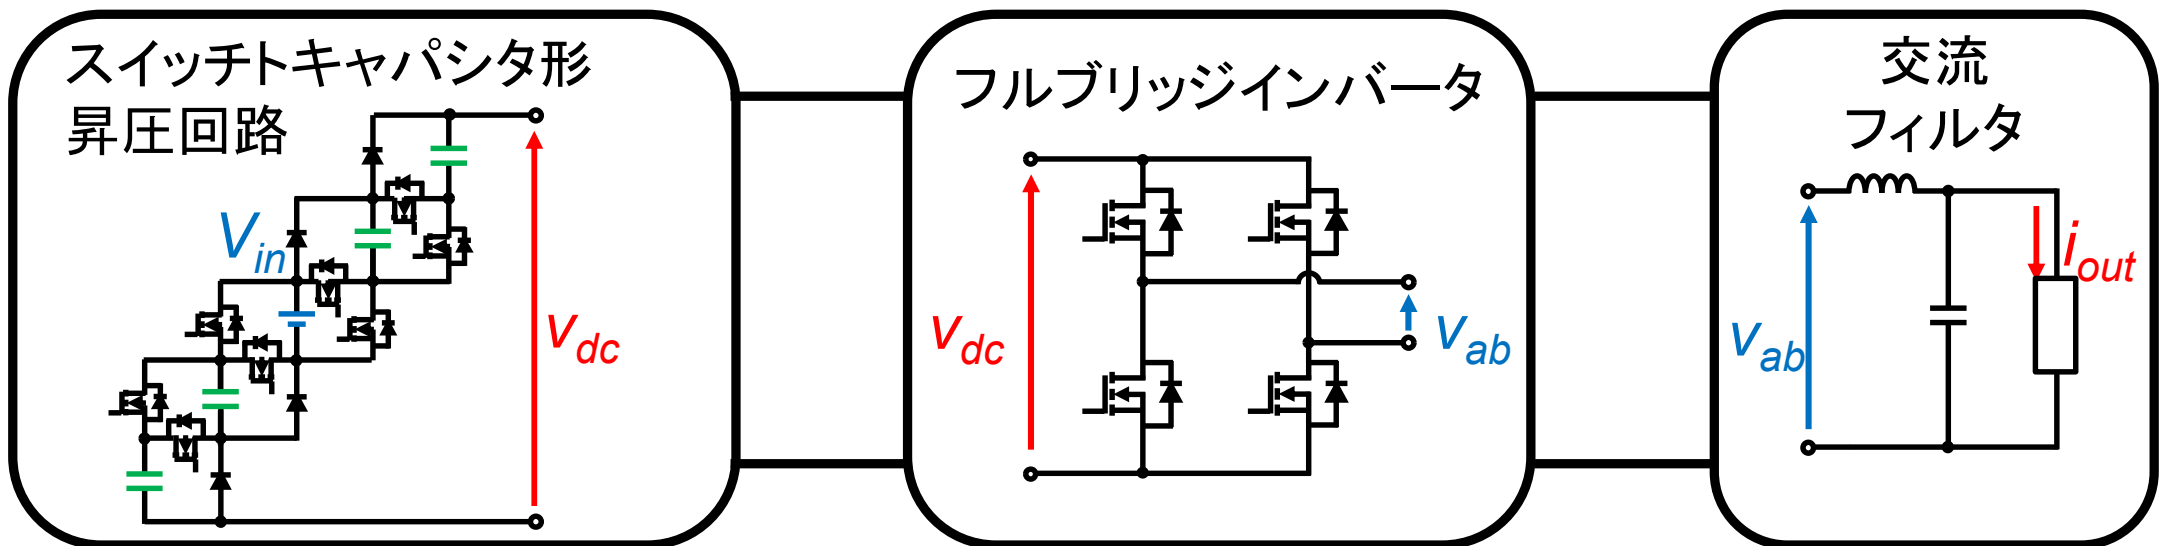 スイッチトキャパシタ形
昇圧回路
V_in
v_dc
フルブリッジインバータ
v_dc
v_ab
交流
フィルタ
v_ab
i_out